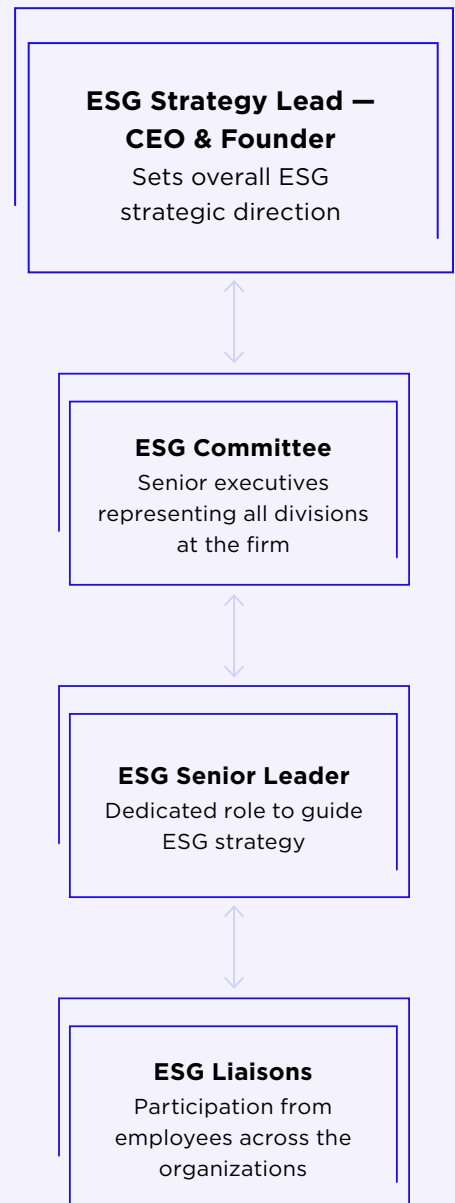 ESG Strategy Lead —
CEO & Founder
Sets overall ESG
strategic direction
ESG Committee
Senior executives
representing all divisions
at the firm
ESG Senior Leader
Dedicated role to guide
ESG strategy
ESG Liaisons
Participation from
employees across the
organizations